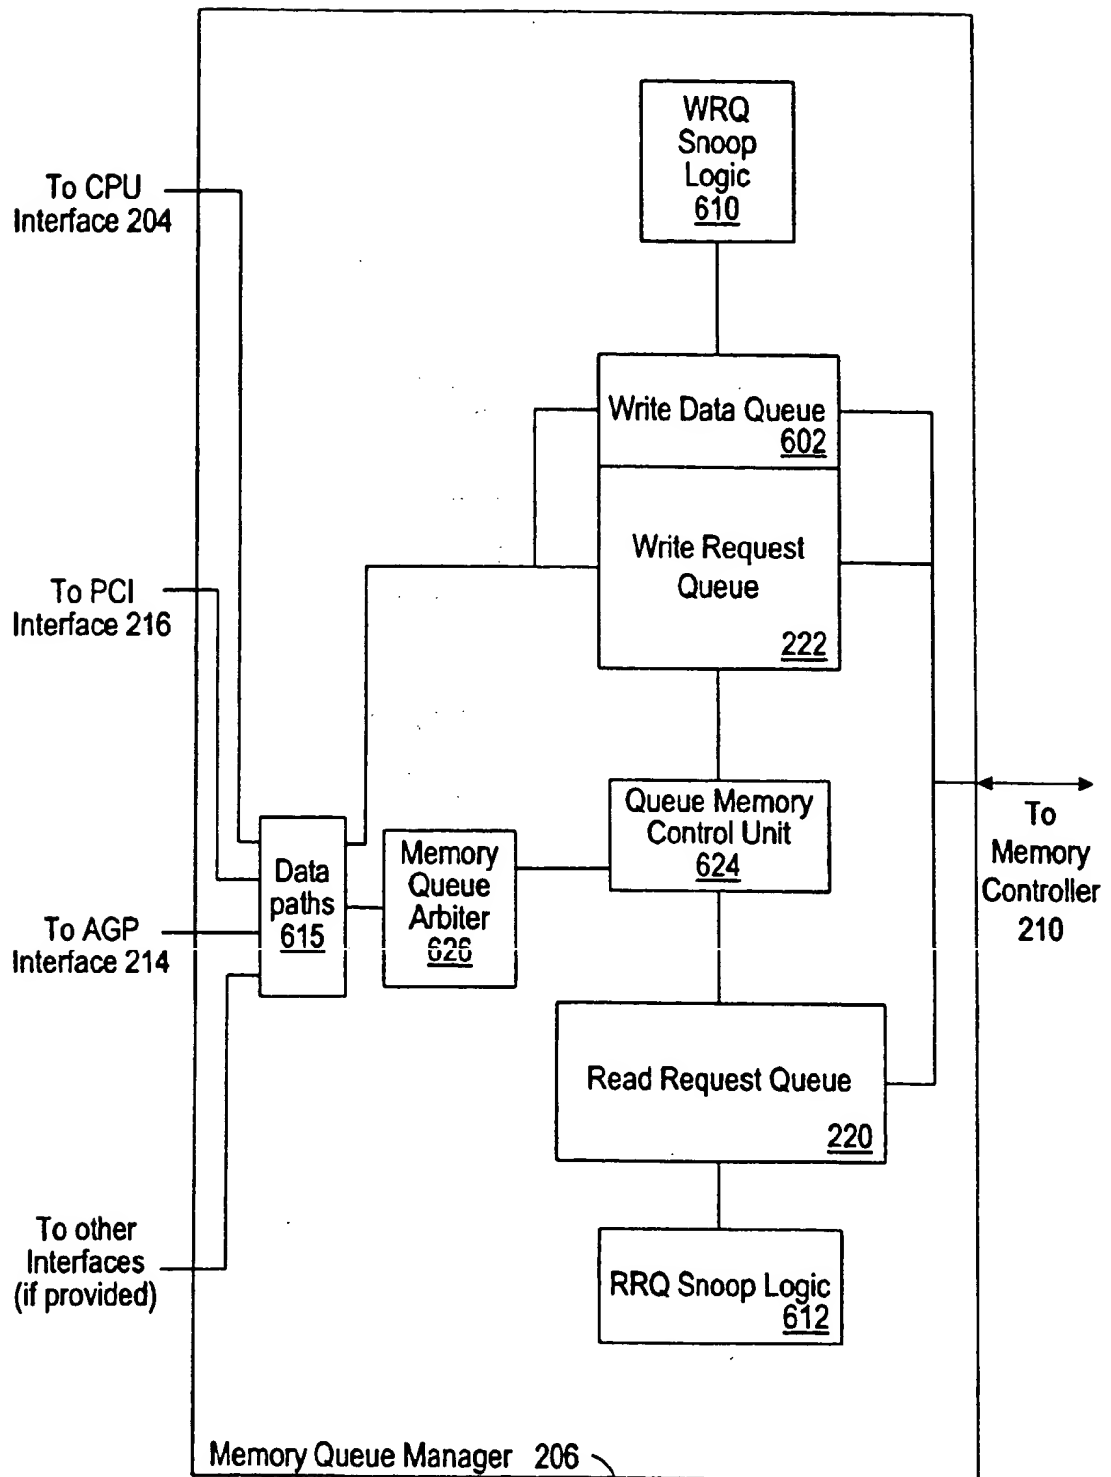 WRQ
Snoop
Logic
610
To CPU
Interface 204
Write Data Queue
602
Write Request
Queue
222
To PCI
Interface 216
Queue Memory
Control Unit
624
To
Memory
Controller
210
Data
paths
615
Memory
Queue
Arbiter
626
To AGP
Interface 214
Read Request Queue
220
To other
Interfaces
(if provided)
RRQ Snoop Logic
612
Memory Queue Manager 206